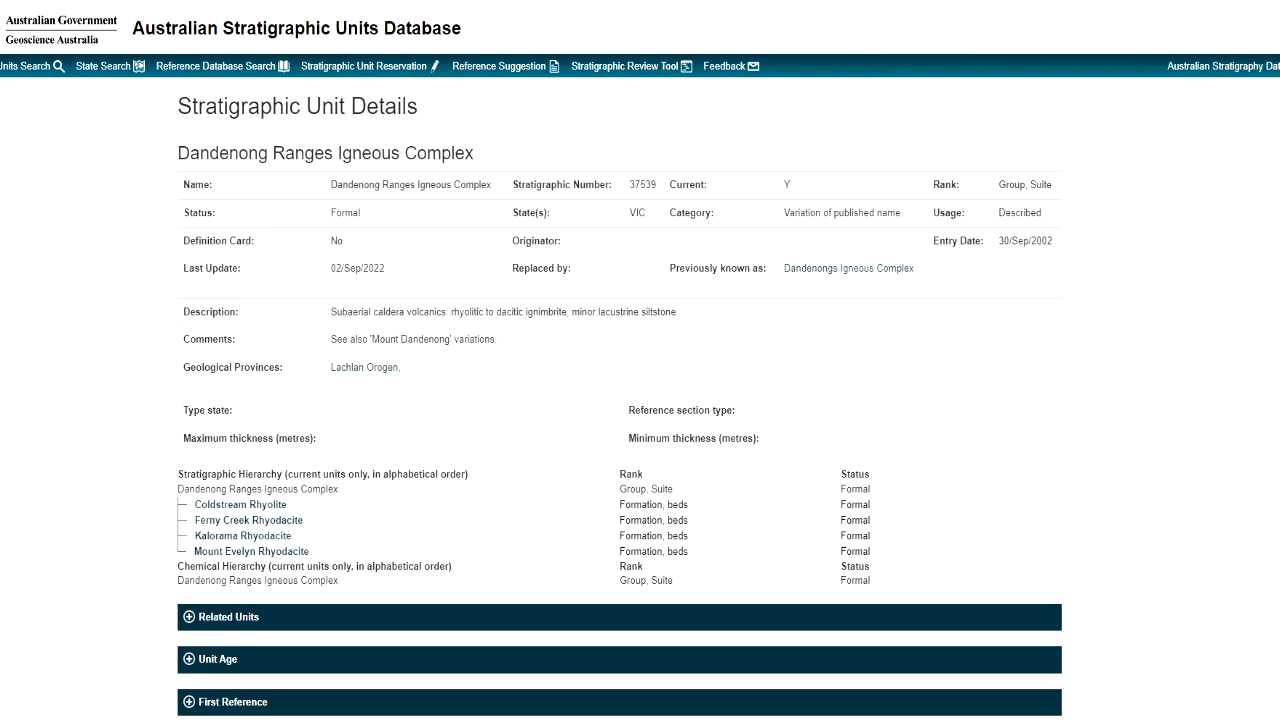 Australian Government
Geoscience Australia
Australian Stratigraphic Units Database
Units Search State Search Reference Database Search Stratigraphic Unit Reservation Reference Suggestion Stratigraphic Review Tool Feedback Australian Stratigraphy Dat
Stratigraphic Unit Details
Dandenong Ranges Igneous Complex
Name: Dandenong Ranges Igneous Complex Stratigraphic Number: 37539 Current: Y Rank: Group, Suite
Status: Formal State(s): VIC Category: Variation of published name Usage: Described
Definition Card: No Originator: Entry Date: 30/Sep/2002
Last Update: 02/Sep/2022 Replaced by: Previously known as: Dandenongs Igneous Complex
Description: Subaerial caldera volcanics: rhyolitic to dacitic ignimbrite, minor lacustrine siltstone
Comments: See also 'Mount Dandenong' variations.
Geological Provinces: Lachlan Orogen,
Type state: Reference section type:
Maximum thickness (metres): Minimum thickness (metres):
Stratigraphic Hierarchy (current units only, in alphabetical order) Rank Status
Dandenong Ranges Igneous Complex Group, Suite Formal
Coldstream Rhyolite Formation, beds Formal
Ferny Creek Rhyodacite Formation, beds Formal
Kalorama Rhyodacite Formation, beds Formal
Mount Evelyn Rhyodacite Formation, beds Formal
Chemical Hierarchy (current units only, in alphabetical order) Rank Status
Dandenong Ranges Igneous Complex Group, Suite Formal
Related Units
Unit Age
First Reference